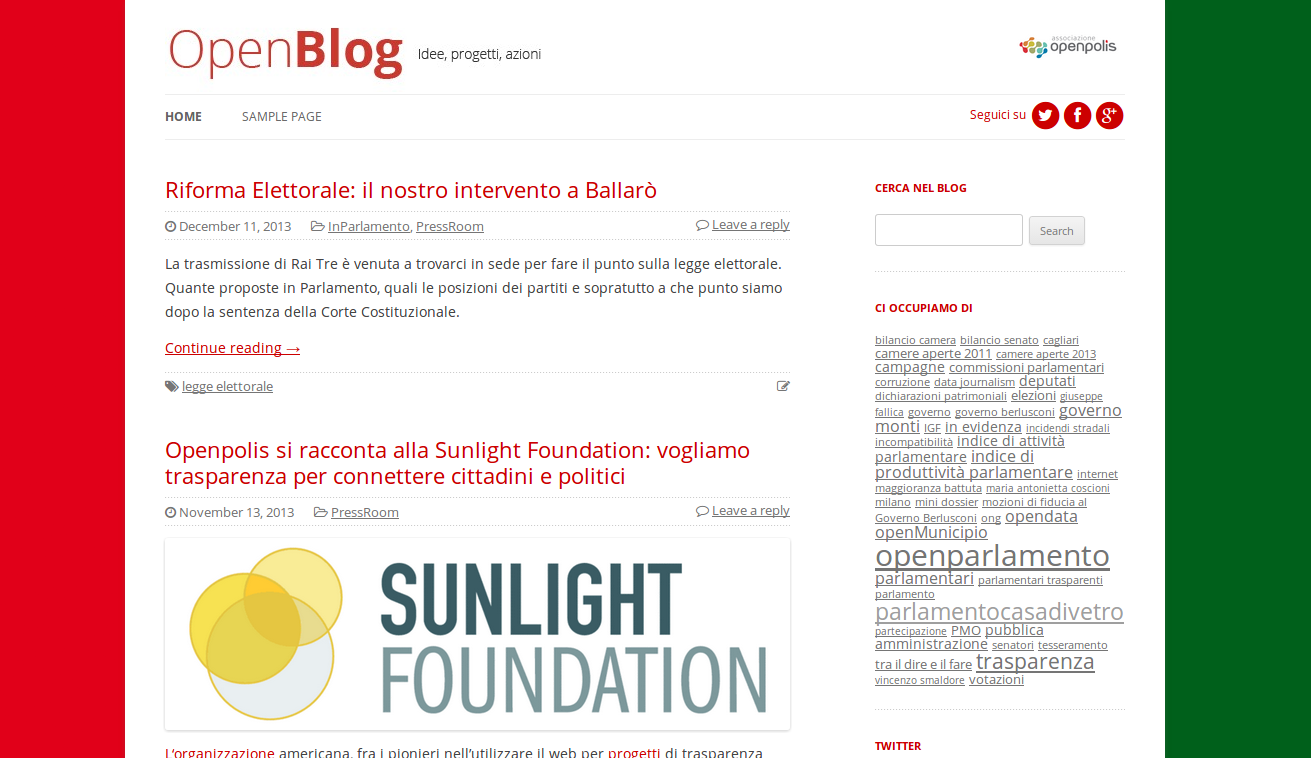 OpenBlog Idee, progetti, azioni
associazione
openpolis
HOME SAMPLE PAGE
Seguici su
Riforma Elettorale: il nostro intervento a Ballarò
December 11, 2013 InParlamento, PressRoom Leave a reply
La trasmissione di Rai Tre è venuta a trovarci in sede per fare il punto sulla legge elettorale.
Quante proposte in Parlamento, quali le posizioni dei partiti e sopratutto a che punto siamo
dopo la sentenza della Corte Costituzionale.
Continue reading →
legge elettorale
Openpolis si racconta alla Sunlight Foundation: vogliamo
trasparenza per connettere cittadini e politici
November 13, 2013 PressRoom Leave a reply
SUNLIGHT
FOUNDATION
L'organizzazione americana, fra i pionieri nell'utilizzare il web per progetti di trasparenza
CERCA NEL BLOG
Search
CI OCCUPIAMO DI
bilancio camera bilancio senato cagliari
camere aperte 2011 camere aperte 2013
campagne commissioni parlamentari
corruzione data journalism deputati
dichiarazioni patrimoniali elezioni giuseppe
fallica governo governo berlusconi governo
monti IGF in evidenza incidendi stradali
incompatibilità indice di attività
parlamentare indice di
produttività parlamentare internet
maggioranza battuta maria antonietta coscioni
milano mini dossier mozioni di fiducia al
Governo Berlusconi ong opendata
openMunicipio
openparlamento
parlamentari parlamentari trasparenti
parlamento
parlamentocasadivetro
partecipazione PMO pubblica
amministrazione senatori tesseramento
tra il dire e il fare trasparenza
vincenzo smaldore votazioni
TWITTER